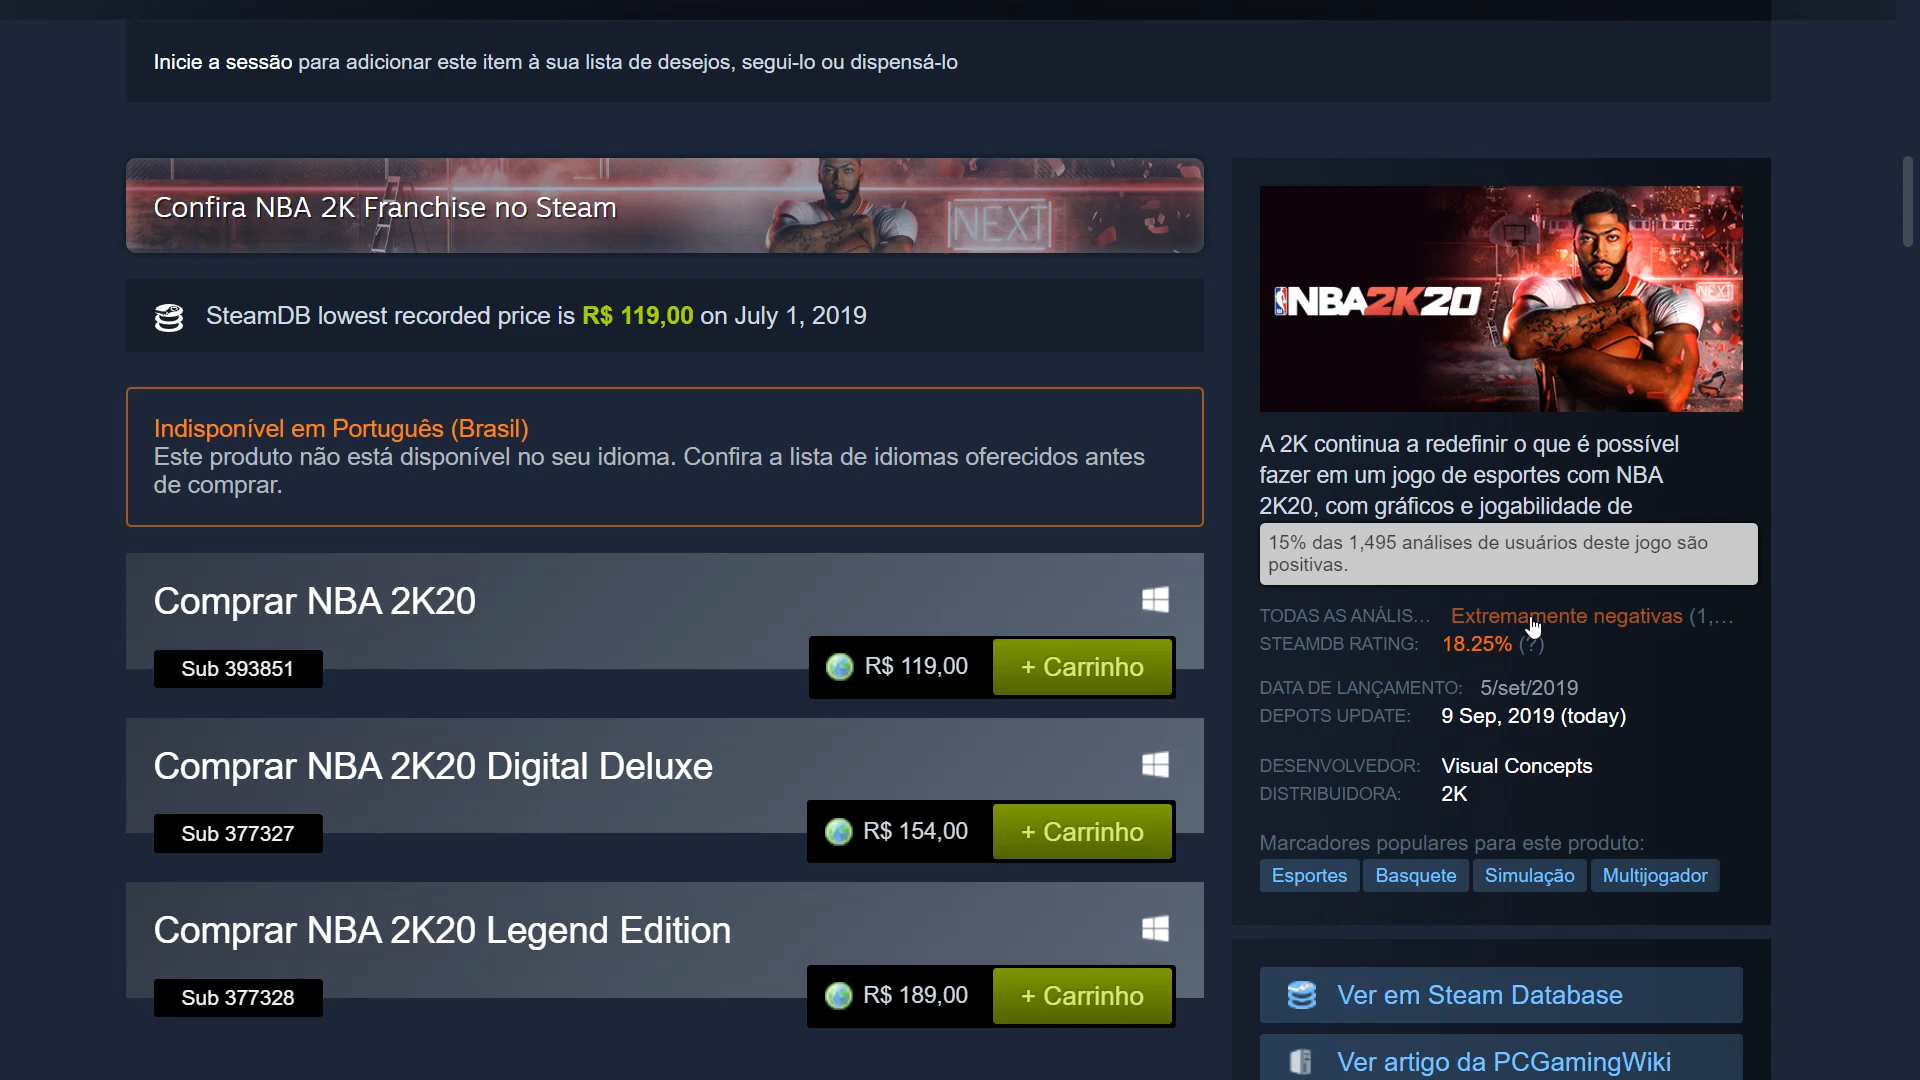 Inicie a sessão para adicionar este item à sua lista de desejos, segui-lo ou dispensá-lo
Confira NBA 2K Franchise no Steam
NEXT
SteamDB lowest recorded price is R$ 119,00 on July 1, 2019
Indisponível em Português (Brasil)
Este produto não está disponível no seu idioma. Confira a lista de idiomas oferecidos antes
de comprar.
Comprar NBA 2K20
Sub 393851
R$ 119,00
+ Carrinho
Comprar NBA 2K20 Digital Deluxe
Sub 377327
R$ 154,00
+ Carrinho
Comprar NBA 2K20 Legend Edition
Sub 377328
R$ 189,00
+ Carrinho
NBA2K20
NEXT
A 2K continua a redefinir o que é possível
fazer em um jogo de esportes com NBA
2K20, com gráficos e jogabilidade de
15% das 1,495 análises de usuários deste jogo são
positivas.
TODAS AS ANÁLIS… Extremamente negativas (1,…
STEAMDB RATING: 18.25% (?)
DATA DE LANÇAMENTO: 5/set/2019
DEPOTS UPDATE: 9 Sep, 2019 (today)
DESENVOLVEDOR: Visual Concepts
DISTRIBUIDORA: 2K
Marcadores populares para este produto:
Esportes Basquete Simulação Multijogador
Ver em Steam Database
Ver artigo da PCGamingWiki